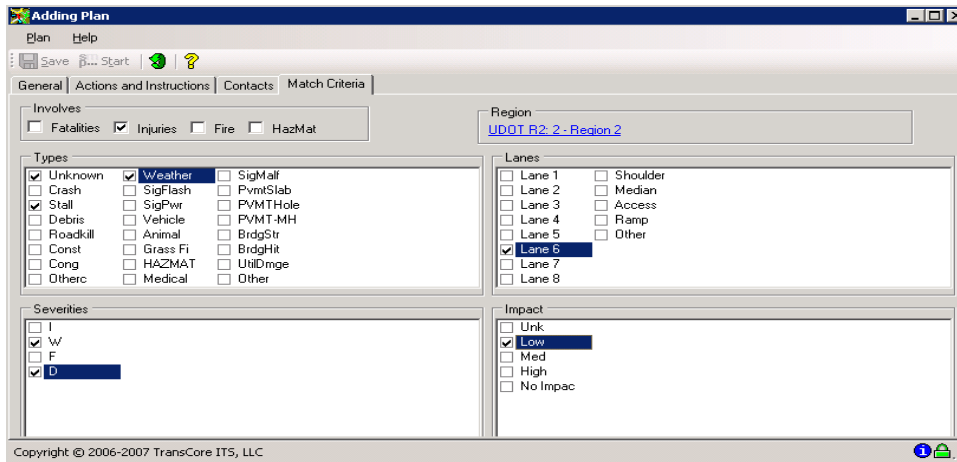 Adding Plan
Plan Help
Save β... Start
General Actions and Instructions Contacts Match Criteria
Involves
Fatalities Injuries Fire HazMat
Region
UDOT R2: 2 - Region 2
Types
Unknown Weather SigMalf
Crash SigFlash PvmtSlab
Stall SigPwr PVMTHole
Debris Vehicle PVMT-MH
Roadkill Animal BrdgStr
Const Grass Fi BrdgHit
Cong HAZMAT UtilDmge
Otherc Medical Other
Lanes
Lane 1 Shoulder
Lane 2 Median
Lane 3 Access
Lane 4 Ramp
Lane 5 Other
Lane 6
Lane 7
Lane 8
Severities
I
W
F
D
Impact
Unk
Low
Med
High
No Impac
Copyright © 2006-2007 TransCore ITS, LLC